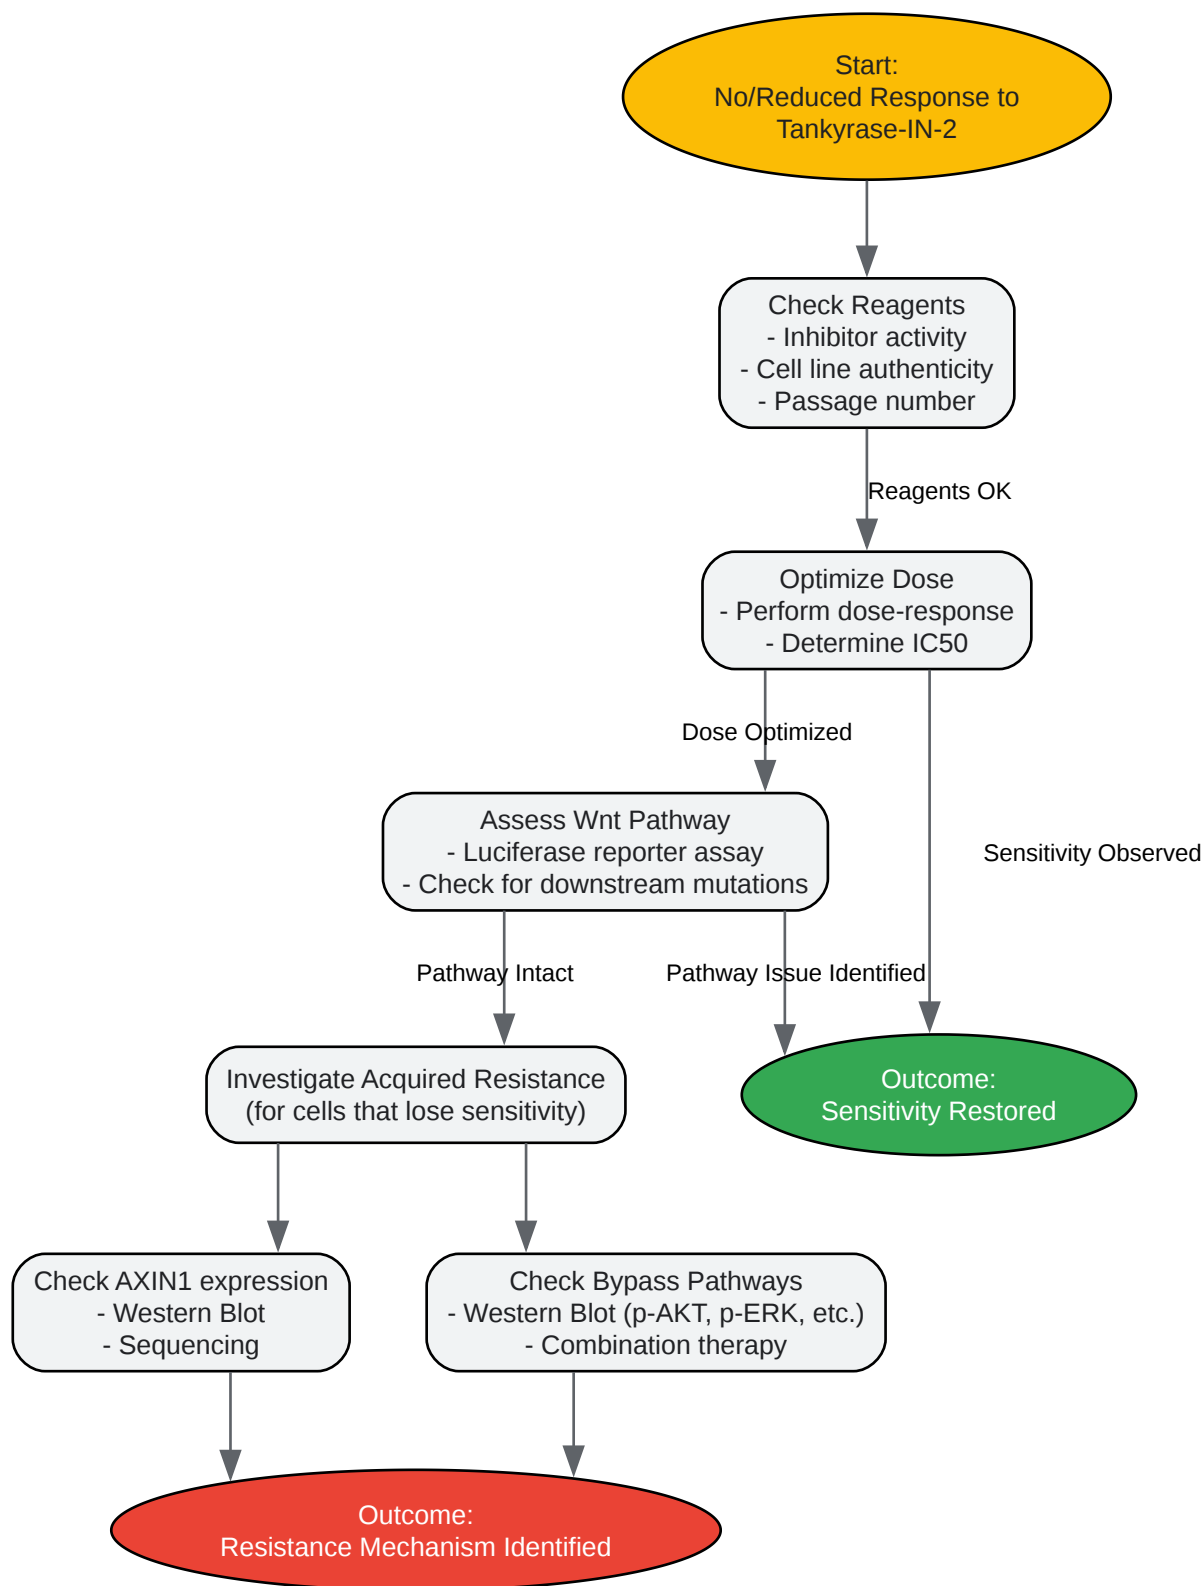 Start:
No/Reduced Response to
Tankyrase-IN-2
Check Reagents
- Inhibitor activity
- Cell line authenticity
- Passage number
Reagents OK
Optimize Dose
- Perform dose-response
- Determine IC50
Dose Optimized
Sensitivity Observed
Assess Wnt Pathway
- Luciferase reporter assay
- Check for downstream mutations
Pathway Intact
Pathway Issue Identified
Investigate Acquired Resistance
(for cells that lose sensitivity)
Outcome:
Sensitivity Restored
Check AXIN1 expression
- Western Blot
- Sequencing
Check Bypass Pathways
- Western Blot (p-AKT, p-ERK, etc.)
- Combination therapy
Outcome:
Resistance Mechanism Identified